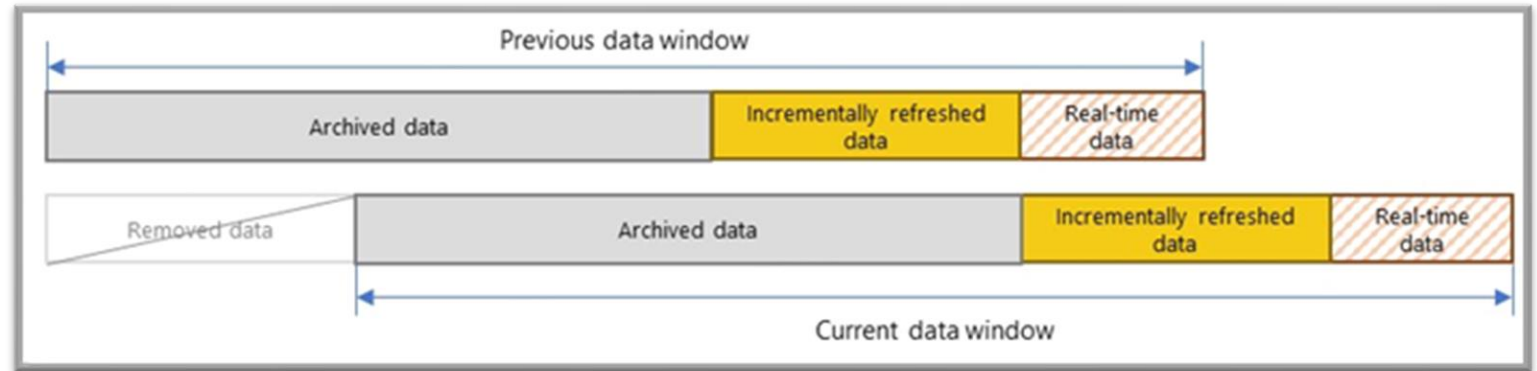 Previous data window
Archived data
Incrementally refreshed
data
Real-time
data
Removed data
Archived data
Incrementally refreshed
data
Real-time
data
Current data window